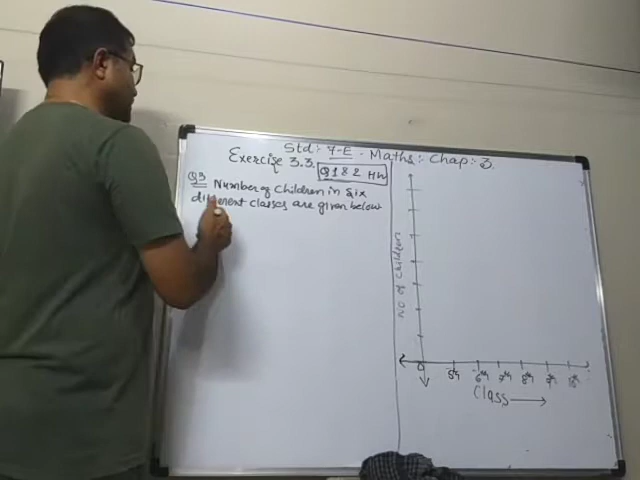 Std:- 7-E - Maths:- Chap:- 3.
Exercise 3.3. Q1&2 HW
Q3 Number of Children in Six
different classes are given below
No of Children
0 5th 6th 7th 8th 9th 10th
Class